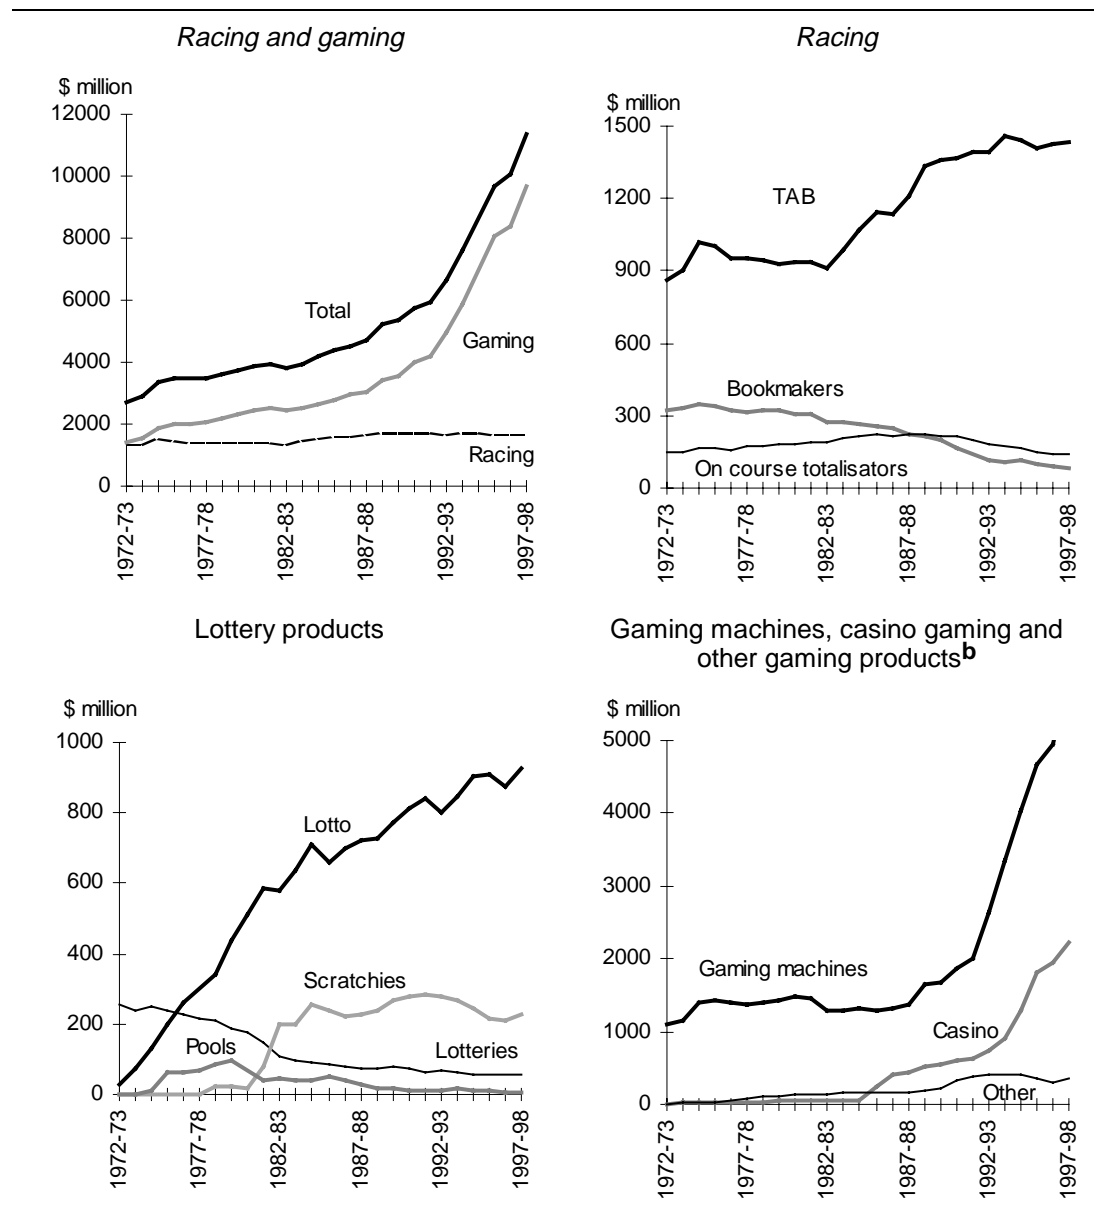 Racing and gaming
$ million
12000
10000
8000
6000
4000
2000
0
Total
Gaming
Racing
1972-73
1977-78
1982-83
1987-88
1992-93
1997-98
Racing
$ million
1500
1200
900
600
300
0
TAB
Bookmakers
On course totalisators
1972-73
1977-78
1982-83
1987-88
1992-93
1997-98
Lottery products
$ million
1000
800
600
400
200
0
Lotto
Scratchies
Pools
Lotteries
1972-73
1977-78
1982-83
1987-88
1992-93
1997-98
Gaming machines, casino gaming and
other gaming productsb
$ million
5000
4000
3000
2000
1000
0
Gaming machines
Casino
Other
1972-73
1977-78
1982-83
1987-88
1992-93
1997-98